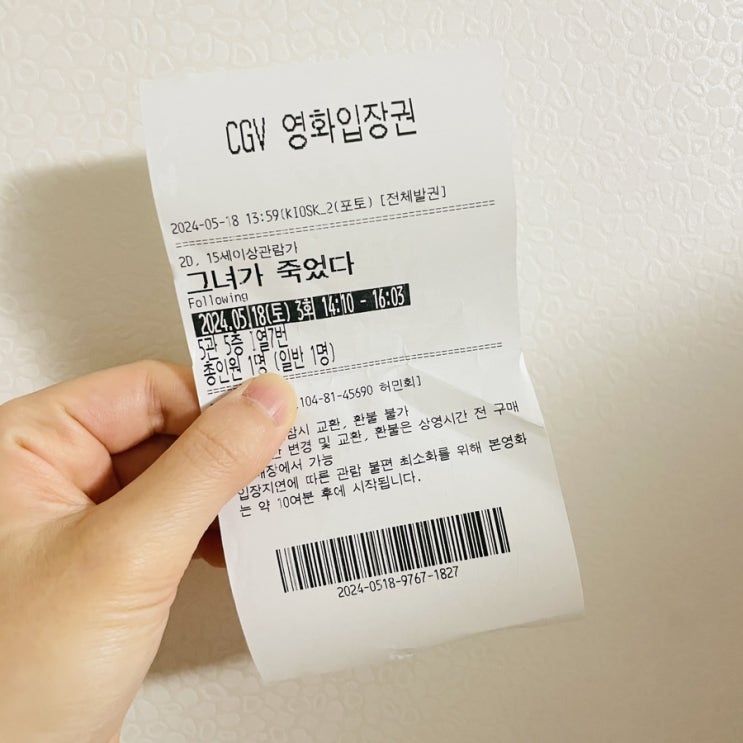 CGV 영화입장권
2024-05-18 13:59(KIOSK_2(포토) [전체발권]
2D, 15세이상관람가
그녀가 죽었다
Following
2024.05.18(토) 3회 14:10 - 16:03
5관 5층 I열7번
총인원 1명 (일반 1명)
104-81-45690 허민회]
교환, 환불 불가
변경 및 교환, 환불은 상영시간 전 구매
가능
입장지연에 따른 관람 불편 최소화를 위해 본영화
는 약 10여분 후에 시작됩니다.
2024-0518-9767-1827